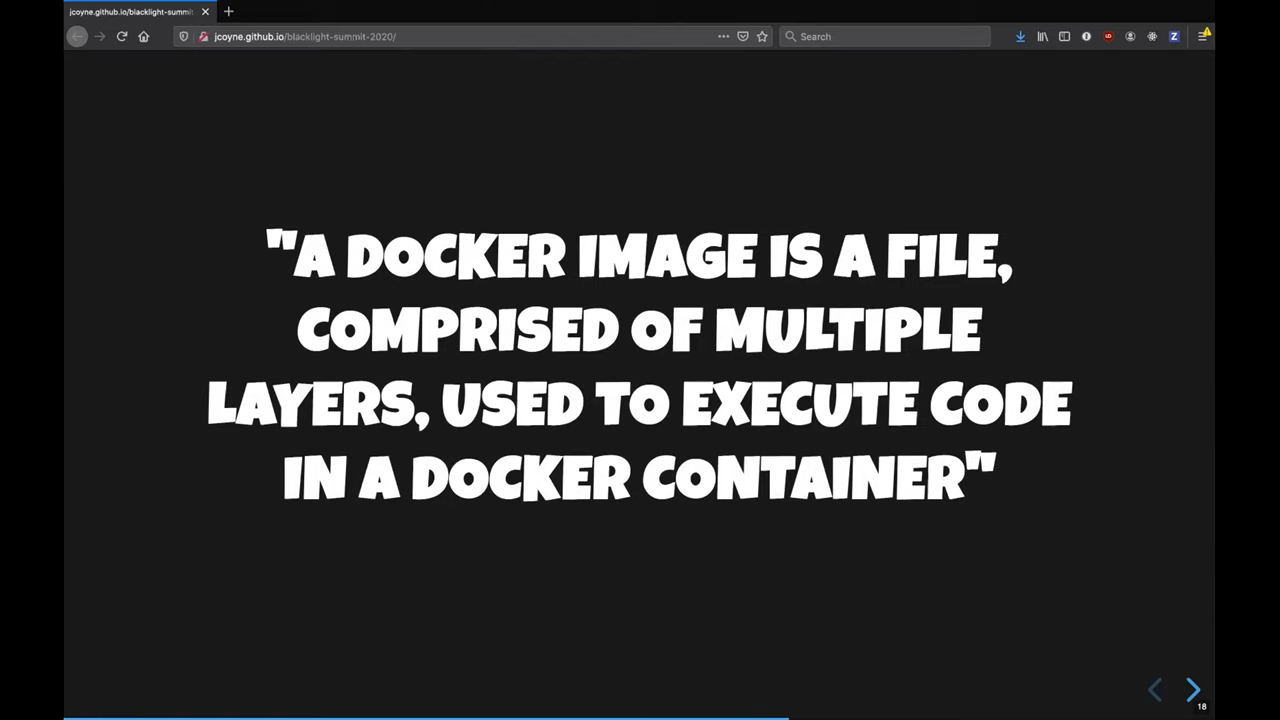 jcoyne.github.io/blacklight-summit
jcoyne.github.io/blacklight-summit-2020/
Search
"A DOCKER IMAGE IS A FILE,
COMPRISED OF MULTIPLE
LAYERS, USED TO EXECUTE CODE
IN A DOCKER CONTAINER"
18